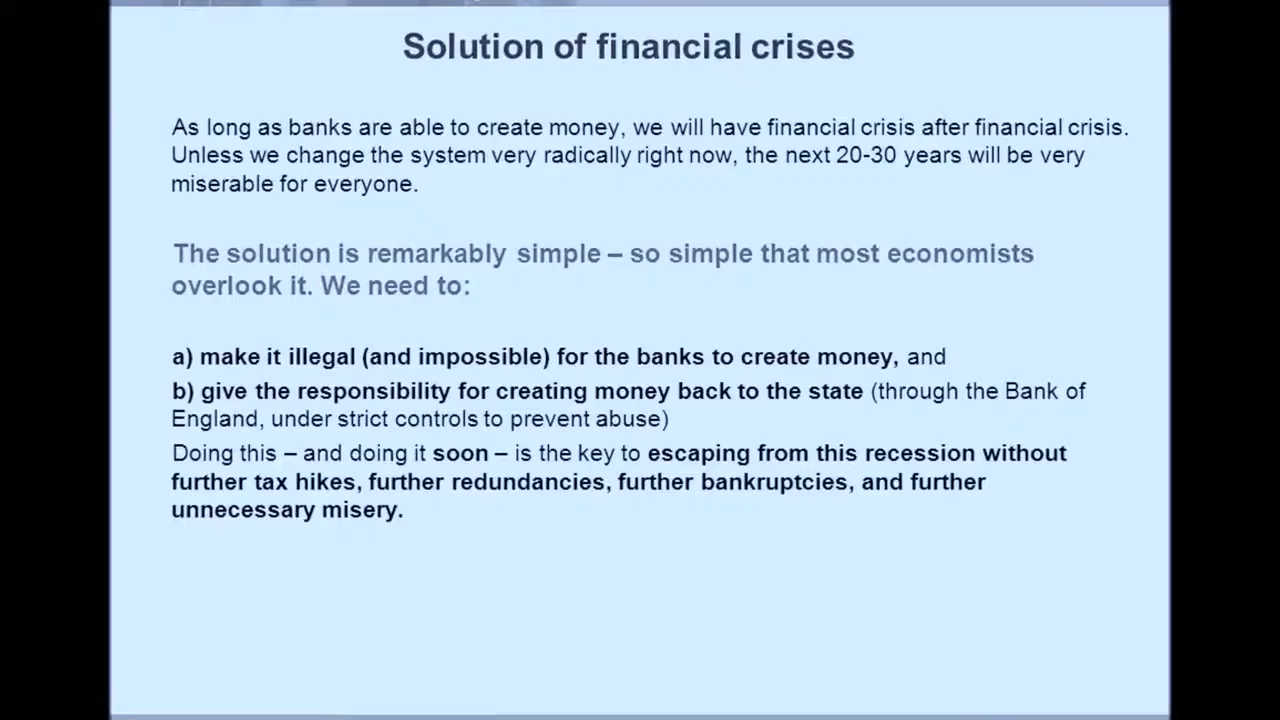 Solution of financial crises
As long as banks are able to create money, we will have financial crisis after financial crisis.
Unless we change the system very radically right now, the next 20-30 years will be very
miserable for everyone.
The solution is remarkably simple – so simple that most economists
overlook it. We need to:
a) make it illegal (and impossible) for the banks to create money, and
b) give the responsibility for creating money back to the state (through the Bank of
England, under strict controls to prevent abuse)
Doing this – and doing it soon – is the key to escaping from this recession without
further tax hikes, further redundancies, further bankruptcies, and further
unnecessary misery.